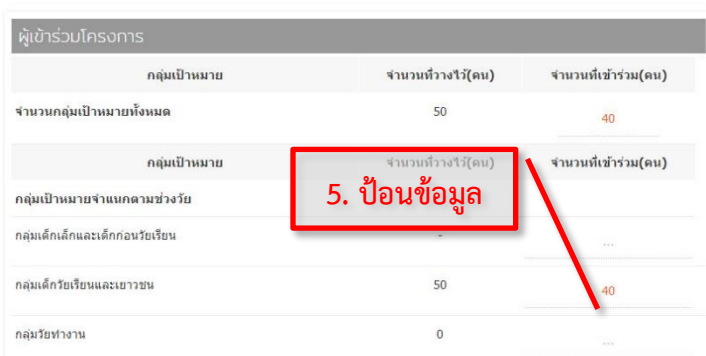 ผู้เข้าร่วมโครงการ
กลุ่มเป้าหมาย จำนวนที่วางไว้(คน) จำนวนที่เข้าร่วม(คน)
จำนวนกลุ่มเป้าหมายทั้งหมด 50 40
กลุ่มเป้าหมาย จำนวนที่วางไว้(คน) จำนวนที่เข้าร่วม(คน)
กลุ่มเป้าหมายจำแนกตามช่วงวัย
5. ป้อนข้อมูล
กลุ่มเด็กเล็กและเด็กก่อนวัยเรียน - ...
กลุ่มเด็กวัยเรียนและเยาวชน 50 40
กลุ่มวัยทำงาน 0 ...